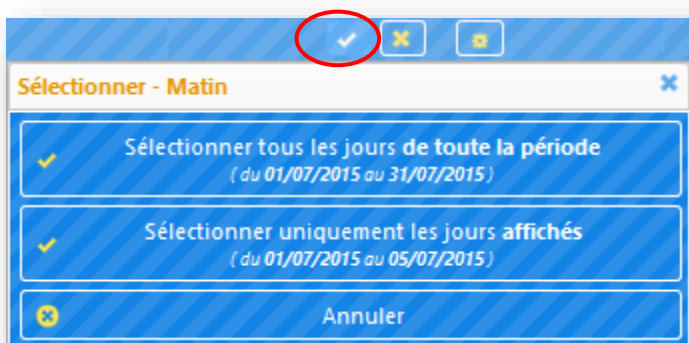 Sélectionner - Matin
Sélectionner tous les jours de toute la période
( du 01/07/2015 au 31/07/2015 )
Sélectionner uniquement les jours affichés
( du 01/07/2015 au 05/07/2015 )
Annuler